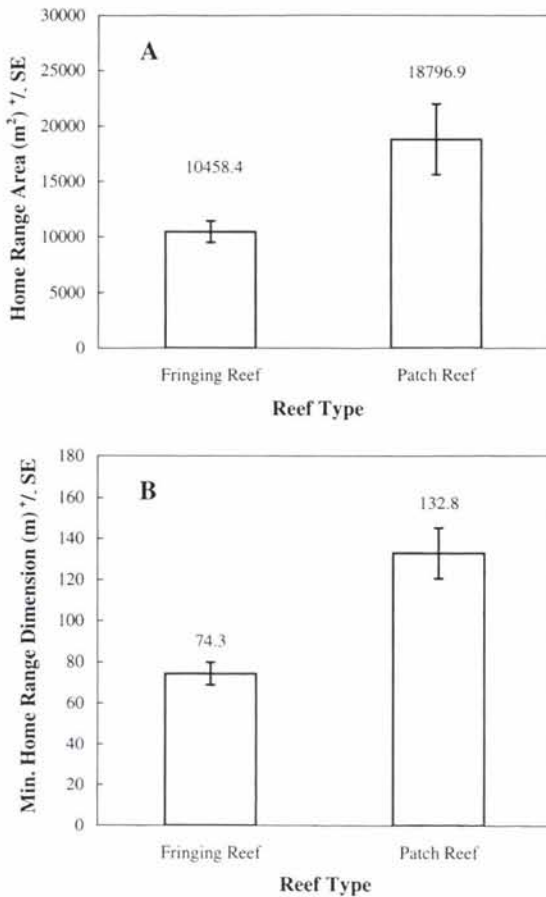 Home Range Area (m²) +/- SE
A
30000
25000
20000
15000
10000
5000
0
10458.4
18796.9
Fringing Reef
Patch Reef
Reef Type
Min. Home Range Dimension (m) +/- SE
B
180
160
140
120
100
80
60
40
20
0
74.3
132.8
Fringing Reef
Patch Reef
Reef Type